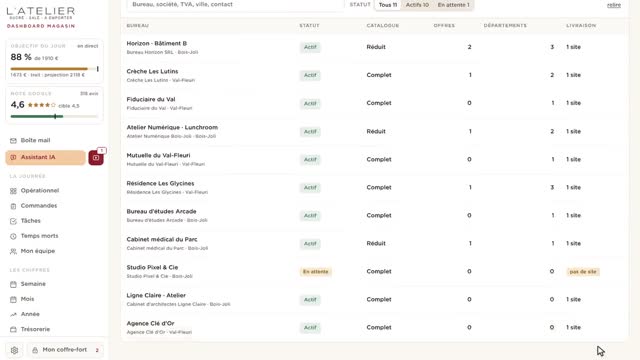 L'ATELIER
SUCRÉ · SALÉ · À EMPORTER
DASHBOARD MAGASIN
OBJECTIF DU JOUR en direct
88 % de 1 910 €
1 673 € · trait : projection 2 118 €
NOTE GOOGLE 318 avis
4,6 ★★★★☆ cible 4,5
Boîte mail
Assistant IA 1
LA JOURNÉE
Opérationnel
Commandes
Tâches
Temps morts
Mon équipe
LES CHIFFRES
Semaine
Mois
Année
Trésorerie
Mon coffre-fort 2
Bureau, société, TVA, ville, contact STATUT Tous 11 Actifs 10 En attente 1 relire
BUREAU STATUT CATALOGUE OFFRES DÉPARTEMENTS LIVRAISON
Horizon · Bâtiment B Actif Réduit 2 3 1 site
Bureau Horizon SRL · Bois-Joli
Crèche Les Lutins Actif Complet 1 2 1 site
Crèche Les Lutins · Val-Fleuri
Fiduciaire du Val Actif Complet 0 1 1 site
Fiduciaire du Val · Val-Fleuri
Atelier Numérique · Lunchroom Actif Réduit 1 2 1 site
Atelier Numérique Bois-Joli · Bois-Joli
Mutuelle du Val-Fleuri Actif Complet 0 1 1 site
Mutuelle du Val-Fleuri · Val-Fleuri
Résidence Les Glycines Actif Complet 1 3 1 site
Résidence Les Glycines · Val-Fleuri
Bureau d'études Arcade Actif Complet 0 1 1 site
Bureau d'études Arcade · Bois-Joli
Cabinet médical du Parc Actif Réduit 1 1 1 site
Cabinet médical du Parc · Bois-Joli
Studio Pixel & Cie En attente Complet 0 0 pas de site
Studio Pixel & Cie · Bois-Joli
Ligne Claire · Atelier Actif Complet 0 0 1 site
Cabinet d'architectes Ligne Claire · Bois-Joli
Agence Clé d'Or Actif Complet 0 0 1 site
Agence Clé d'Or · Val-Fleuri